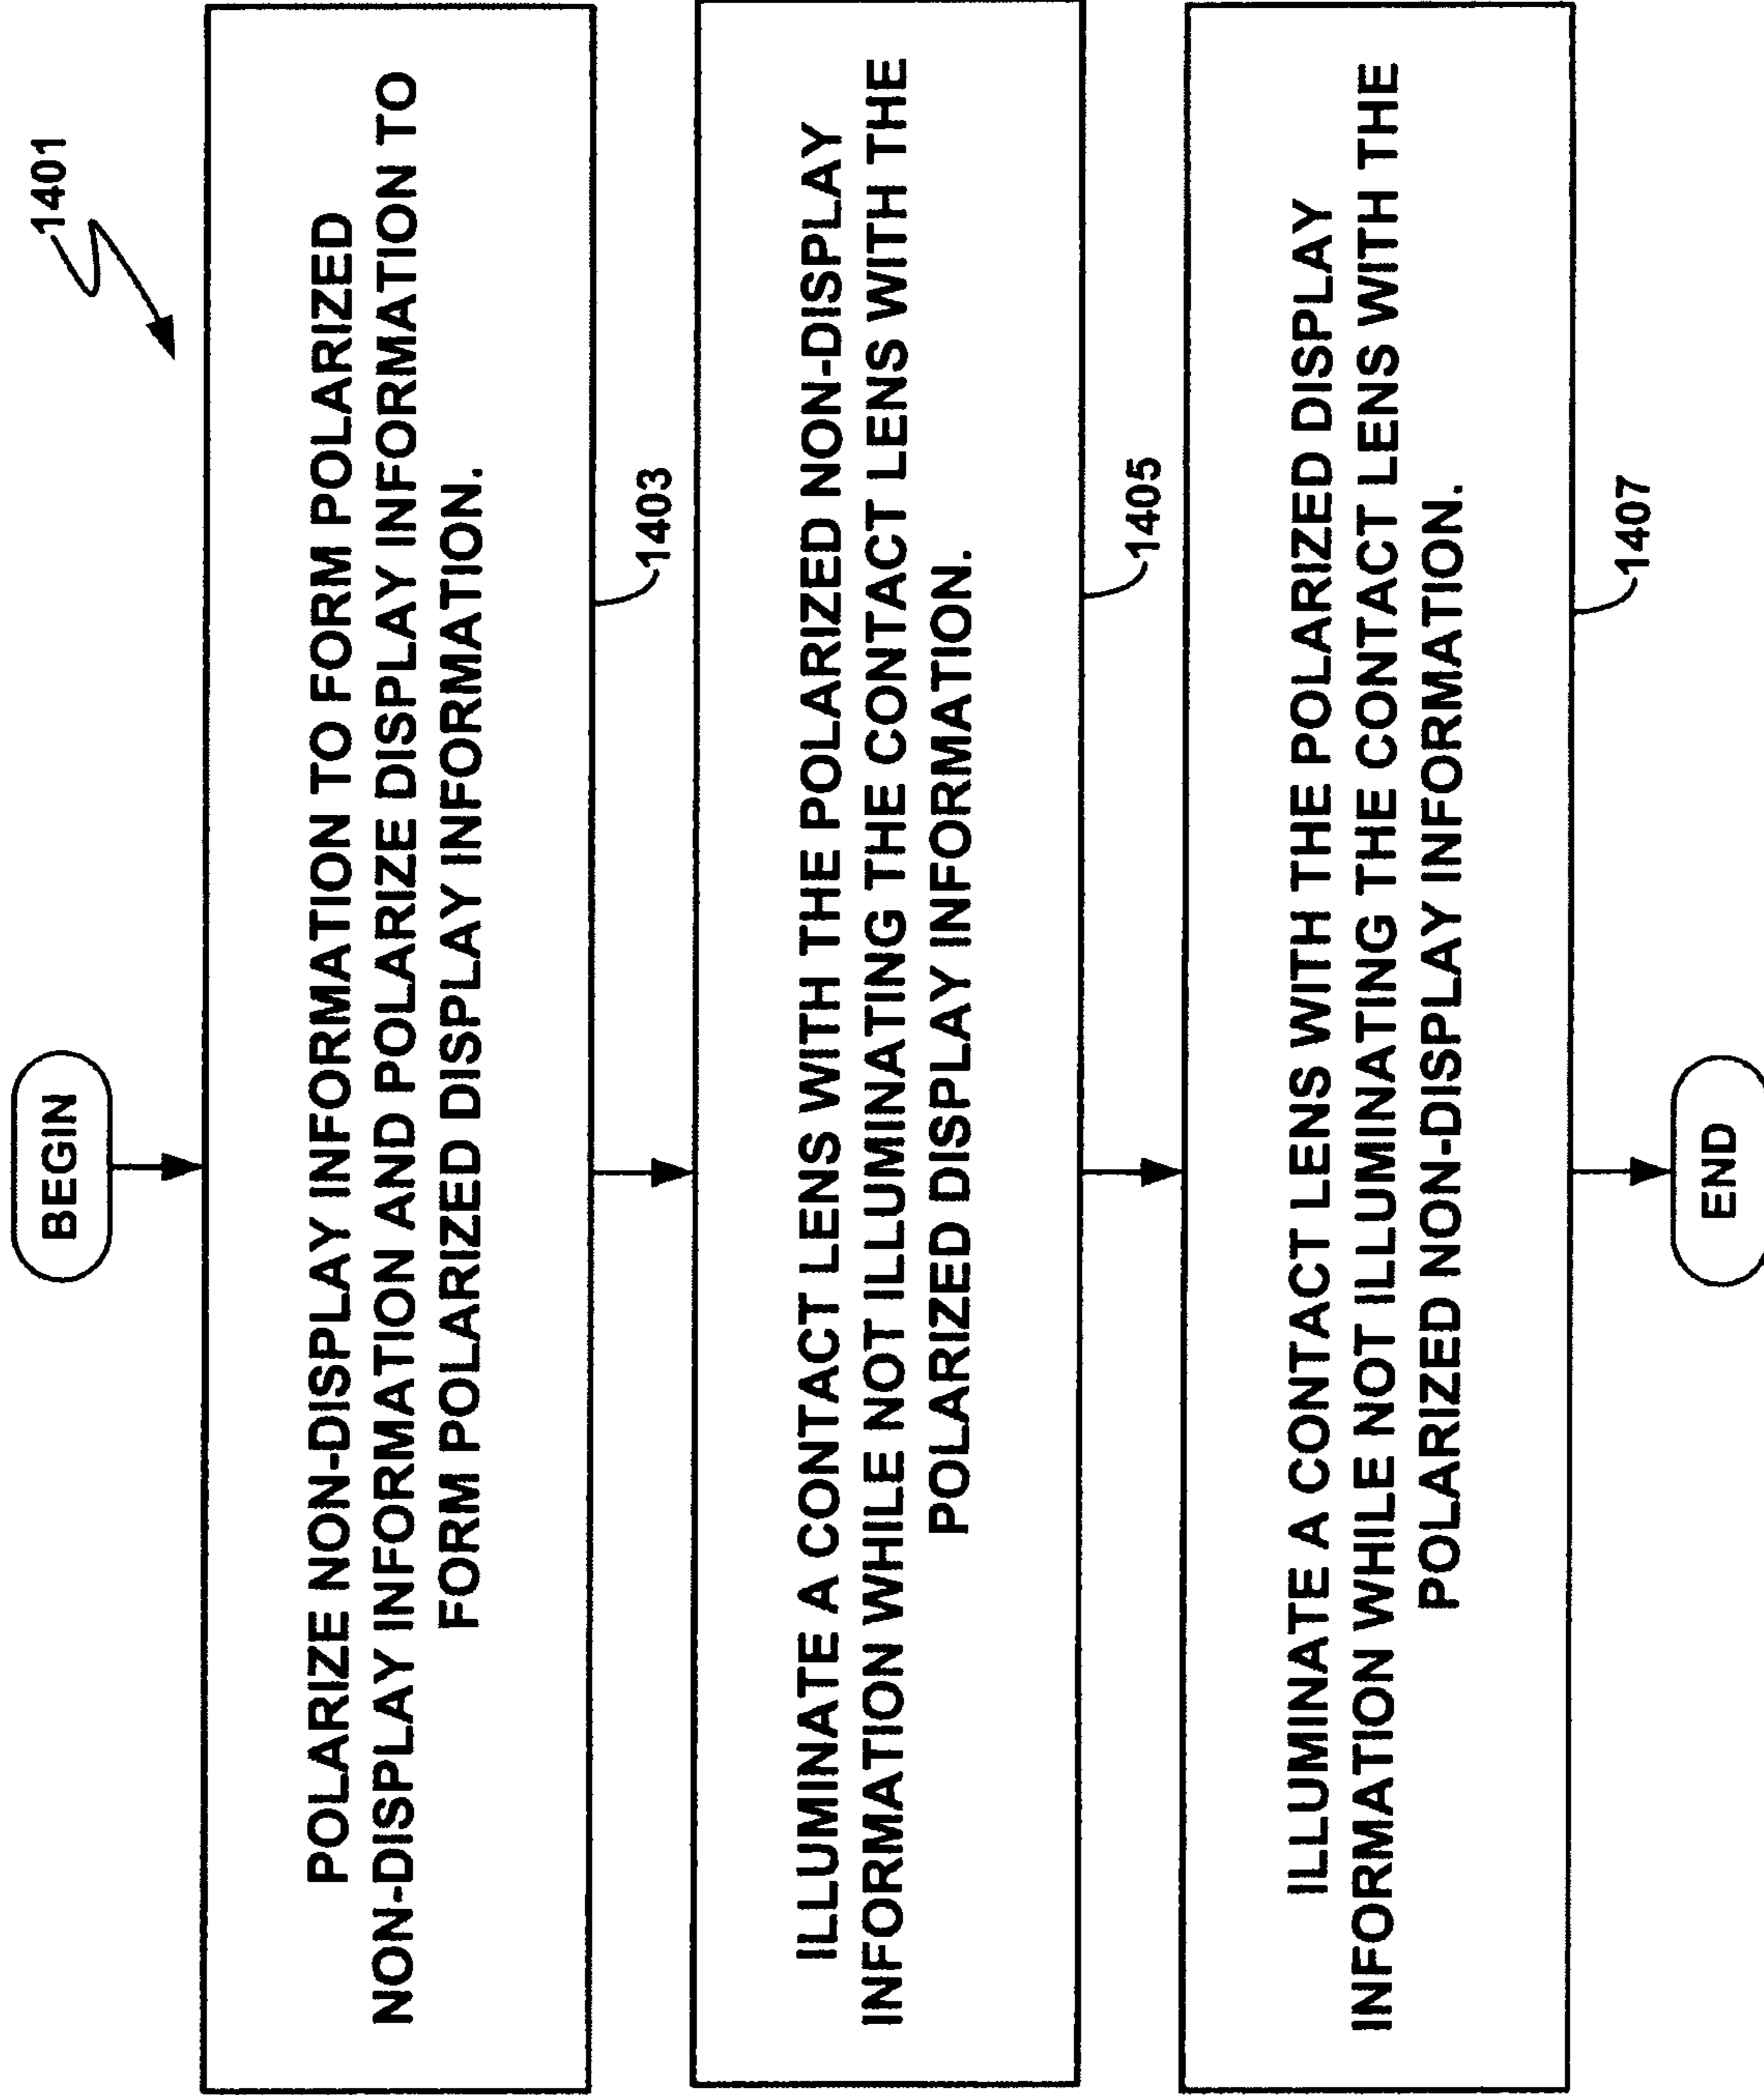 1401
BEGIN
POLARIZE NON-DISPLAY INFORMATION TO FORM POLARIZED
NON-DISPLAY INFORMATION AND POLARIZE DISPLAY INFORMATION TO
FORM POLARIZED DISPLAY INFORMATION.
1403
ILLUMINATE A CONTACT LENS WITH THE POLARIZED NON-DISPLAY
INFORMATION WHILE NOT ILLUMINATING THE CONTACT LENS WITH THE
POLARIZED DISPLAY INFORMATION.
1405
ILLUMINATE A CONTACT LENS WITH THE POLARIZED DISPLAY
INFORMATION WHILE NOT ILLUMINATING THE CONTACT LENS WITH THE
POLARIZED NON-DISPLAY INFORMATION.
1407
END